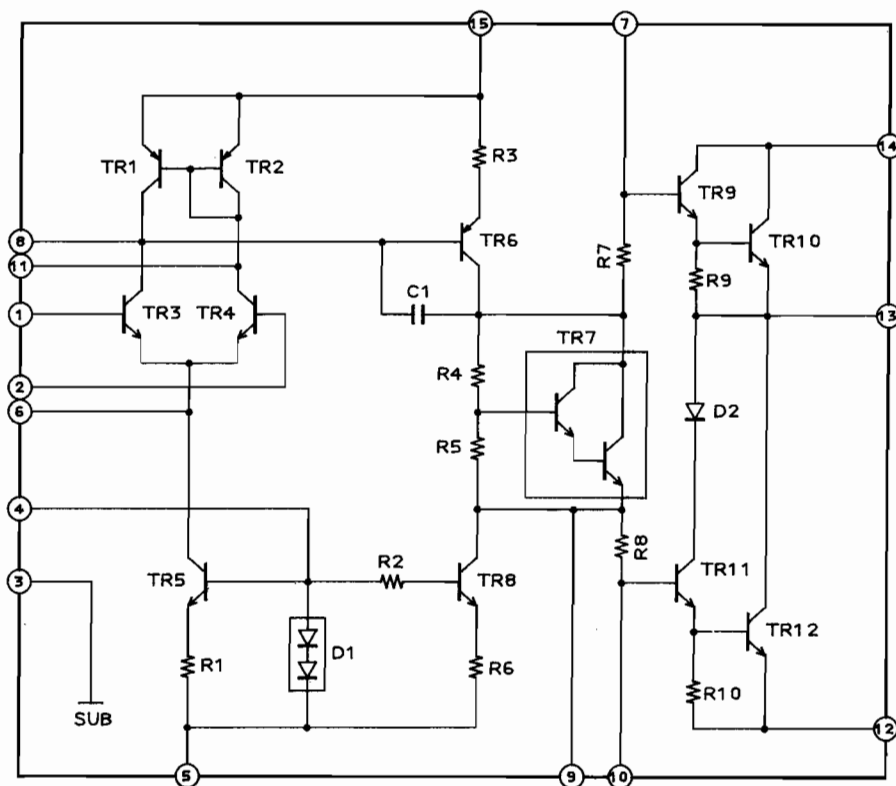 15 7
14
R3
TR1 TR2
TR9
8 TR6 TR10
R7
11 R9
C1
1 TR3 TR4 13
TR7
R4
2
6 D2
R5
4
R8
R2
3 TR5 TR8 TR11
TR12
D1
R1 R6
R10
SUB
12
5 9 10